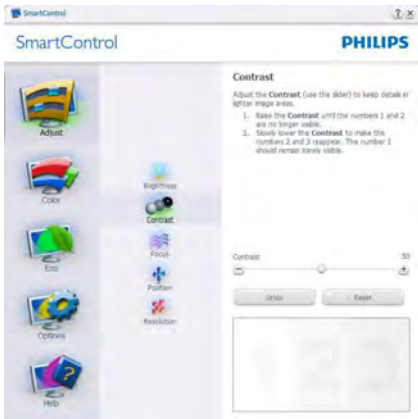 SmartControl
? ×
SmartControl
PHILIPS
Adjust
Color
Eco
Options
Help
Brightness
Contrast
Focus
Position
Resolution
Contrast
Adjust the Contrast (use the slider) to keep details in
lighter image areas.
1. Raise the Contrast until the numbers 1 and 2
are no longer visible.
2. Slowly lower the Contrast to make the
numbers 2 and 3 reappear. The number 1
should remain barely visible.
Contrast
50
Undo
Reset
1 2 3